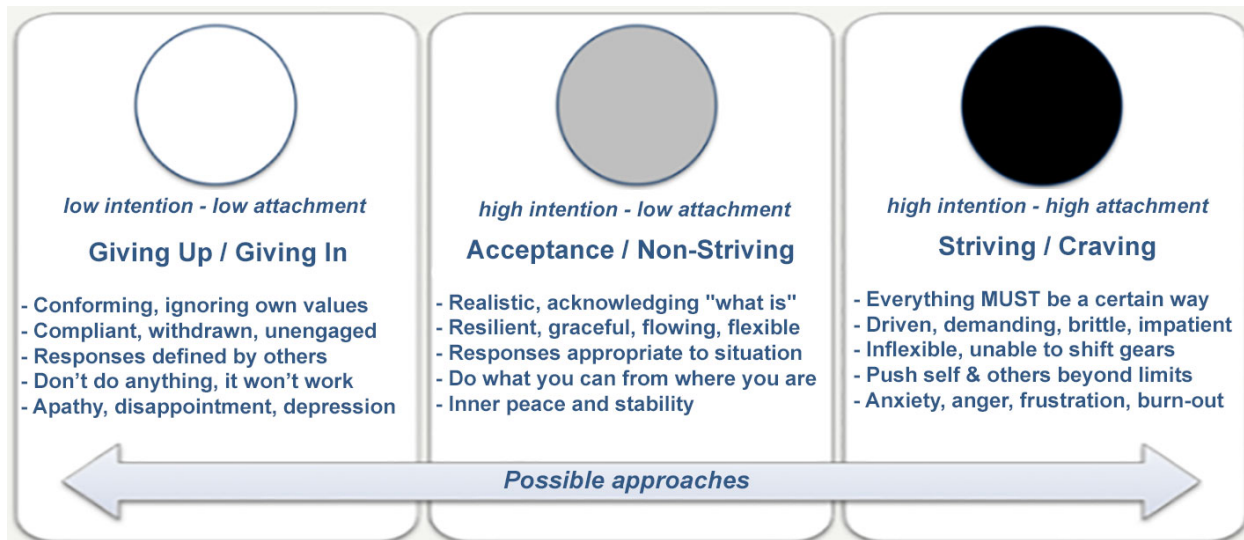 low intention - low attachment
Giving Up / Giving In
- Conforming, ignoring own values
- Compliant, withdrawn, unengaged
- Responses defined by others
- Don’t do anything, it won’t work
- Apathy, disappointment, depression
high intention - low attachment
Acceptance / Non-Striving
- Realistic, acknowledging "what is"
- Resilient, graceful, flowing, flexible
- Responses appropriate to situation
- Do what you can from where you are
- Inner peace and stability
high intention - high attachment
Striving / Craving
- Everything MUST be a certain way
- Driven, demanding, brittle, impatient
- Inflexible, unable to shift gears
- Push self & others beyond limits
- Anxiety, anger, frustration, burn-out
Possible approaches